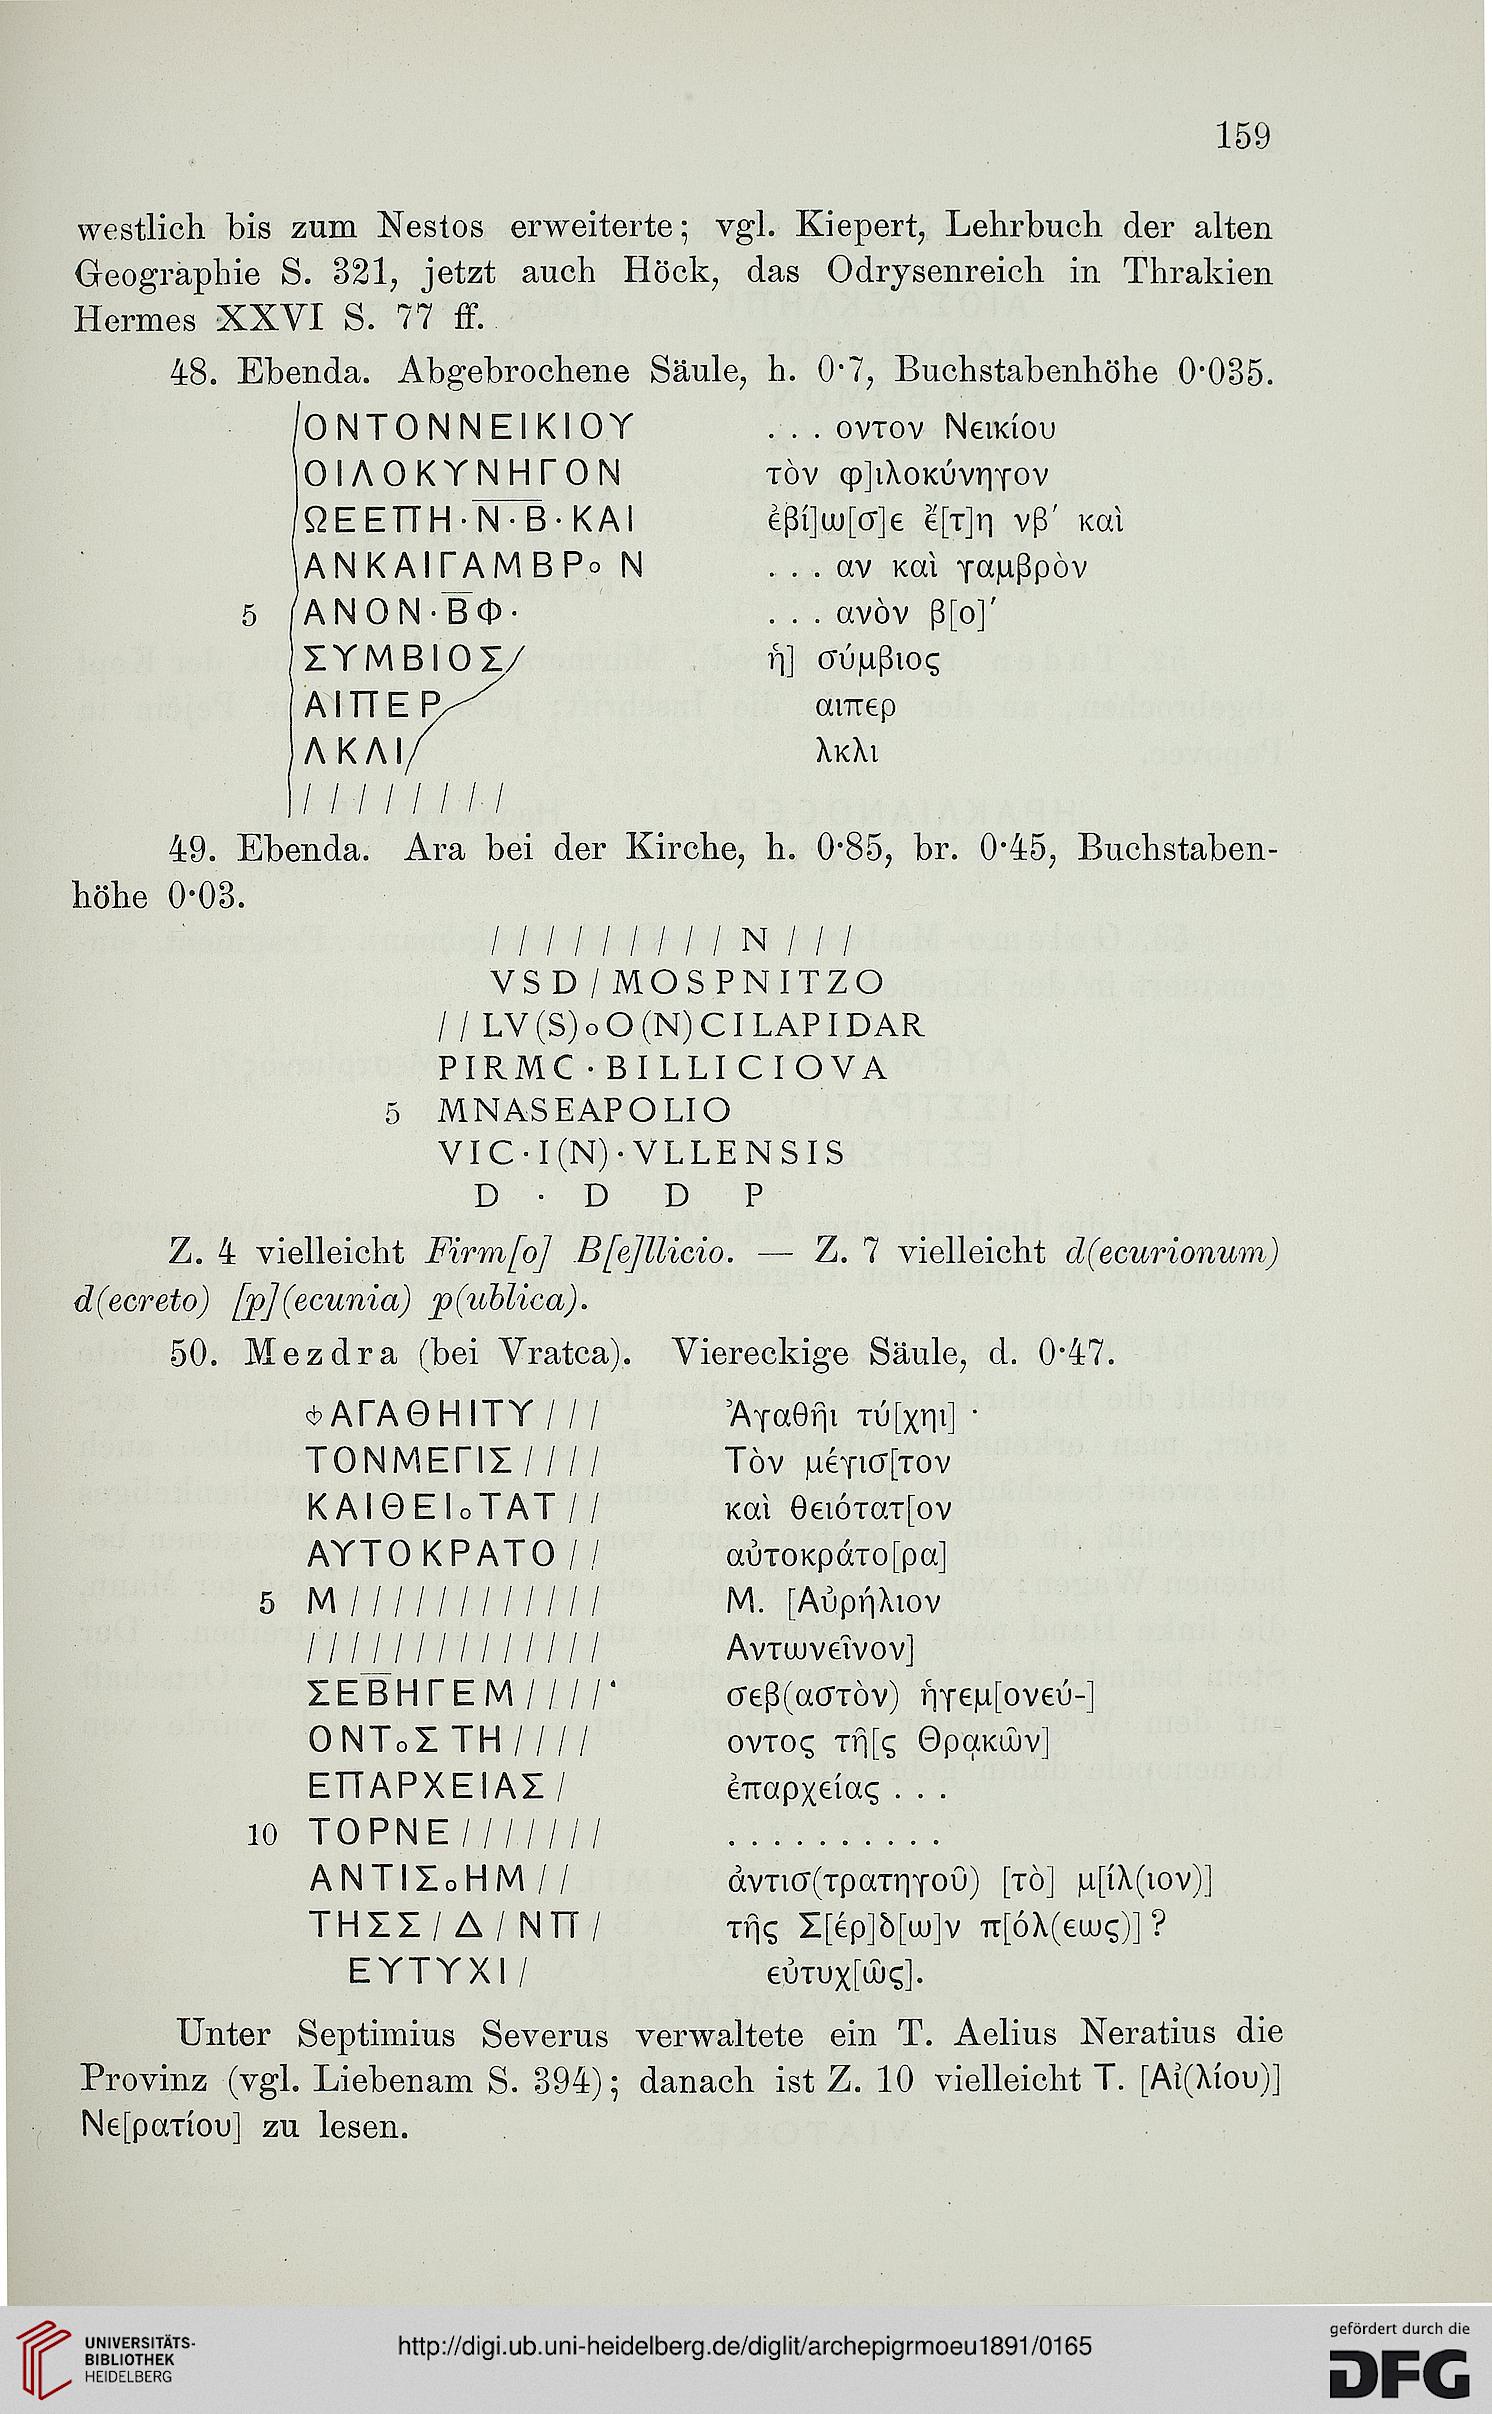 159
westlich bis zum Nestos erweiterte; vgl. Kiepert, Lehrbuch der alten
Geographie S. 321, jetzt auch Höck, das Odrysenreich in Thrakien
Hermes XXVI S. 77 ff.
48. Ebenda. Abgebrochene Säule, h. 0·7, Buchstabenhöhe 0·035.
ΟΝΤΟΝΝΕΙΚΙΟΥ . . . οντον Νεικίου
ΟΙΛΟΚΥΝΗΓΟΝ τὸν φ]ιλοκύνηγον
ΩΕΕΠΗ·Ν·Β·ΚΑΙ ἐβί]ω[σ]ε ἔ[τ]η νβ′ καὶ
ΑΝΚΑΙΓΑΜΒΡο Ν . . . αν καὶ γαμβρὸν
5 ΑΝΟΝ·ΒΦ· . . . ανὸν β[ο]′
ΣΥΜΒΙΟΣ/ ἡ] σύμβιος
ΑΙΠΕΡ αιπερ
ΛΚΛΙ/ λκλι
/ / / / / / / /
49. Ebenda. Ara bei der Kirche, h. 0·85, br. 0·45, Buchstaben-
höhe 0·03.
/ / / / / / / / / N / / /
VSD/MOSPNITZO
//LV(S)oO(N)CILAPIDAR
PIRMC·BILLICIOVA
5 MNASEAPOLIO
VIC·I(N)·VLLENSIS
D · D D P
Z. 4 vielleicht Firm[o] B[e]llicio. — Z. 7 vielleicht d(ecurionum)
d(ecreto) [p](ecunia) p(ublica).
50. Mezdra (bei Vratca). Viereckige Säule, d. 0·47.
⌽ΑΓΑΘΗΙΤΥ/// Ἀγαθῆι τύ[χηι] ·
ΤΟΝΜΕΓΙΣ//// Τὸν μέγισ[τον
ΚΑΙΘΕΙοΤΑΤ// καὶ θειότατ[ον
ΑΥΤΟΚΡΑΤΟ// αὐτοκράτο[ρα]
5 Μ//////////// Μ. [Αὐρήλιον
////////////// Αντωνεῖνον]
ΣΕΒΗΓΕΜ////· σεβ(αστὸν) ἡγεμ[ονεύ-]
ΟΝΤοΣ ΤΗ//// οντος τῆ[ς Θρᾳκῶν]
ΕΠΑΡΧΕΙΑΣ/ ἐπαρχείας . . .
10 ΤΟΡΝΕ/////// . . . . . . . . . .
ΑΝΤΙΣοΗΜ// ἀντισ(τρατηγοῦ) [τὸ] μ[ίλ(ιον)]
ΤΗΣΣ/Δ/ΝΠ/ τῆς Σ[έρ]δ[ω]ν π[όλ(εως)]?
ΕΥΤΥΧΙ/ εὐτυχ[ῶς].
Unter Septimius Severus verwaltete ein T. Aelius Neratius die
Provinz (vgl. Liebenam S. 394); danach ist Z. 10 vielleicht Τ. [Αἰ(λίου)]
Νε[ρατίου] zu lesen.
UNIVERSITÄTS-
BIBLIOTHEK
HEIDELBERG
http://digi.ub.uni-heidelberg.de/diglit/archepigrmoeu1891/0165
gefördert durch die
DFG